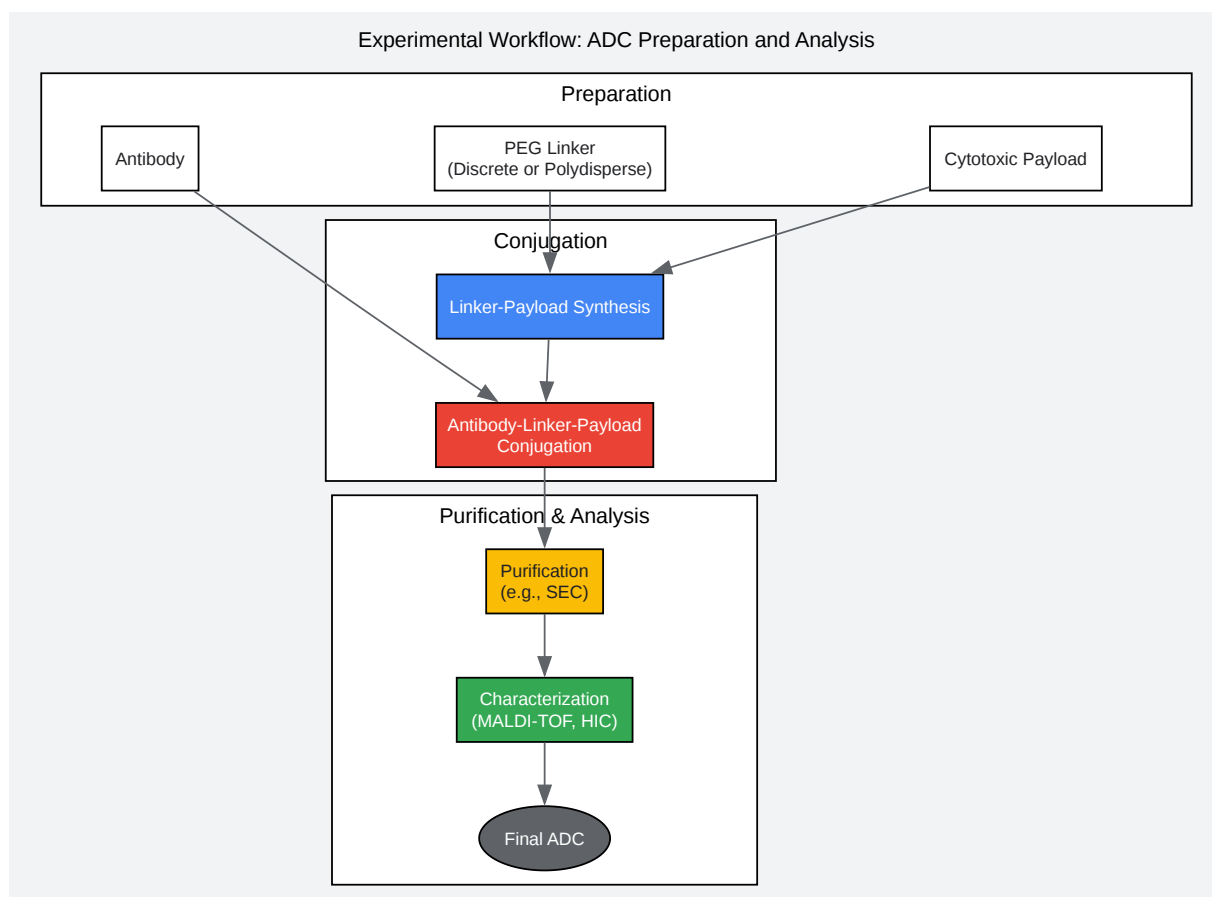 Experimental Workflow: ADC Preparation and Analysis
Preparation
Antibody
PEG Linker
(Discrete or Polydisperse)
Cytotoxic Payload
Conjugation
Linker-Payload Synthesis
Antibody-Linker-Payload
Conjugation
Purification & Analysis
Purification
(e.g., SEC)
Characterization
(MALDI-TOF, HIC)
Final ADC